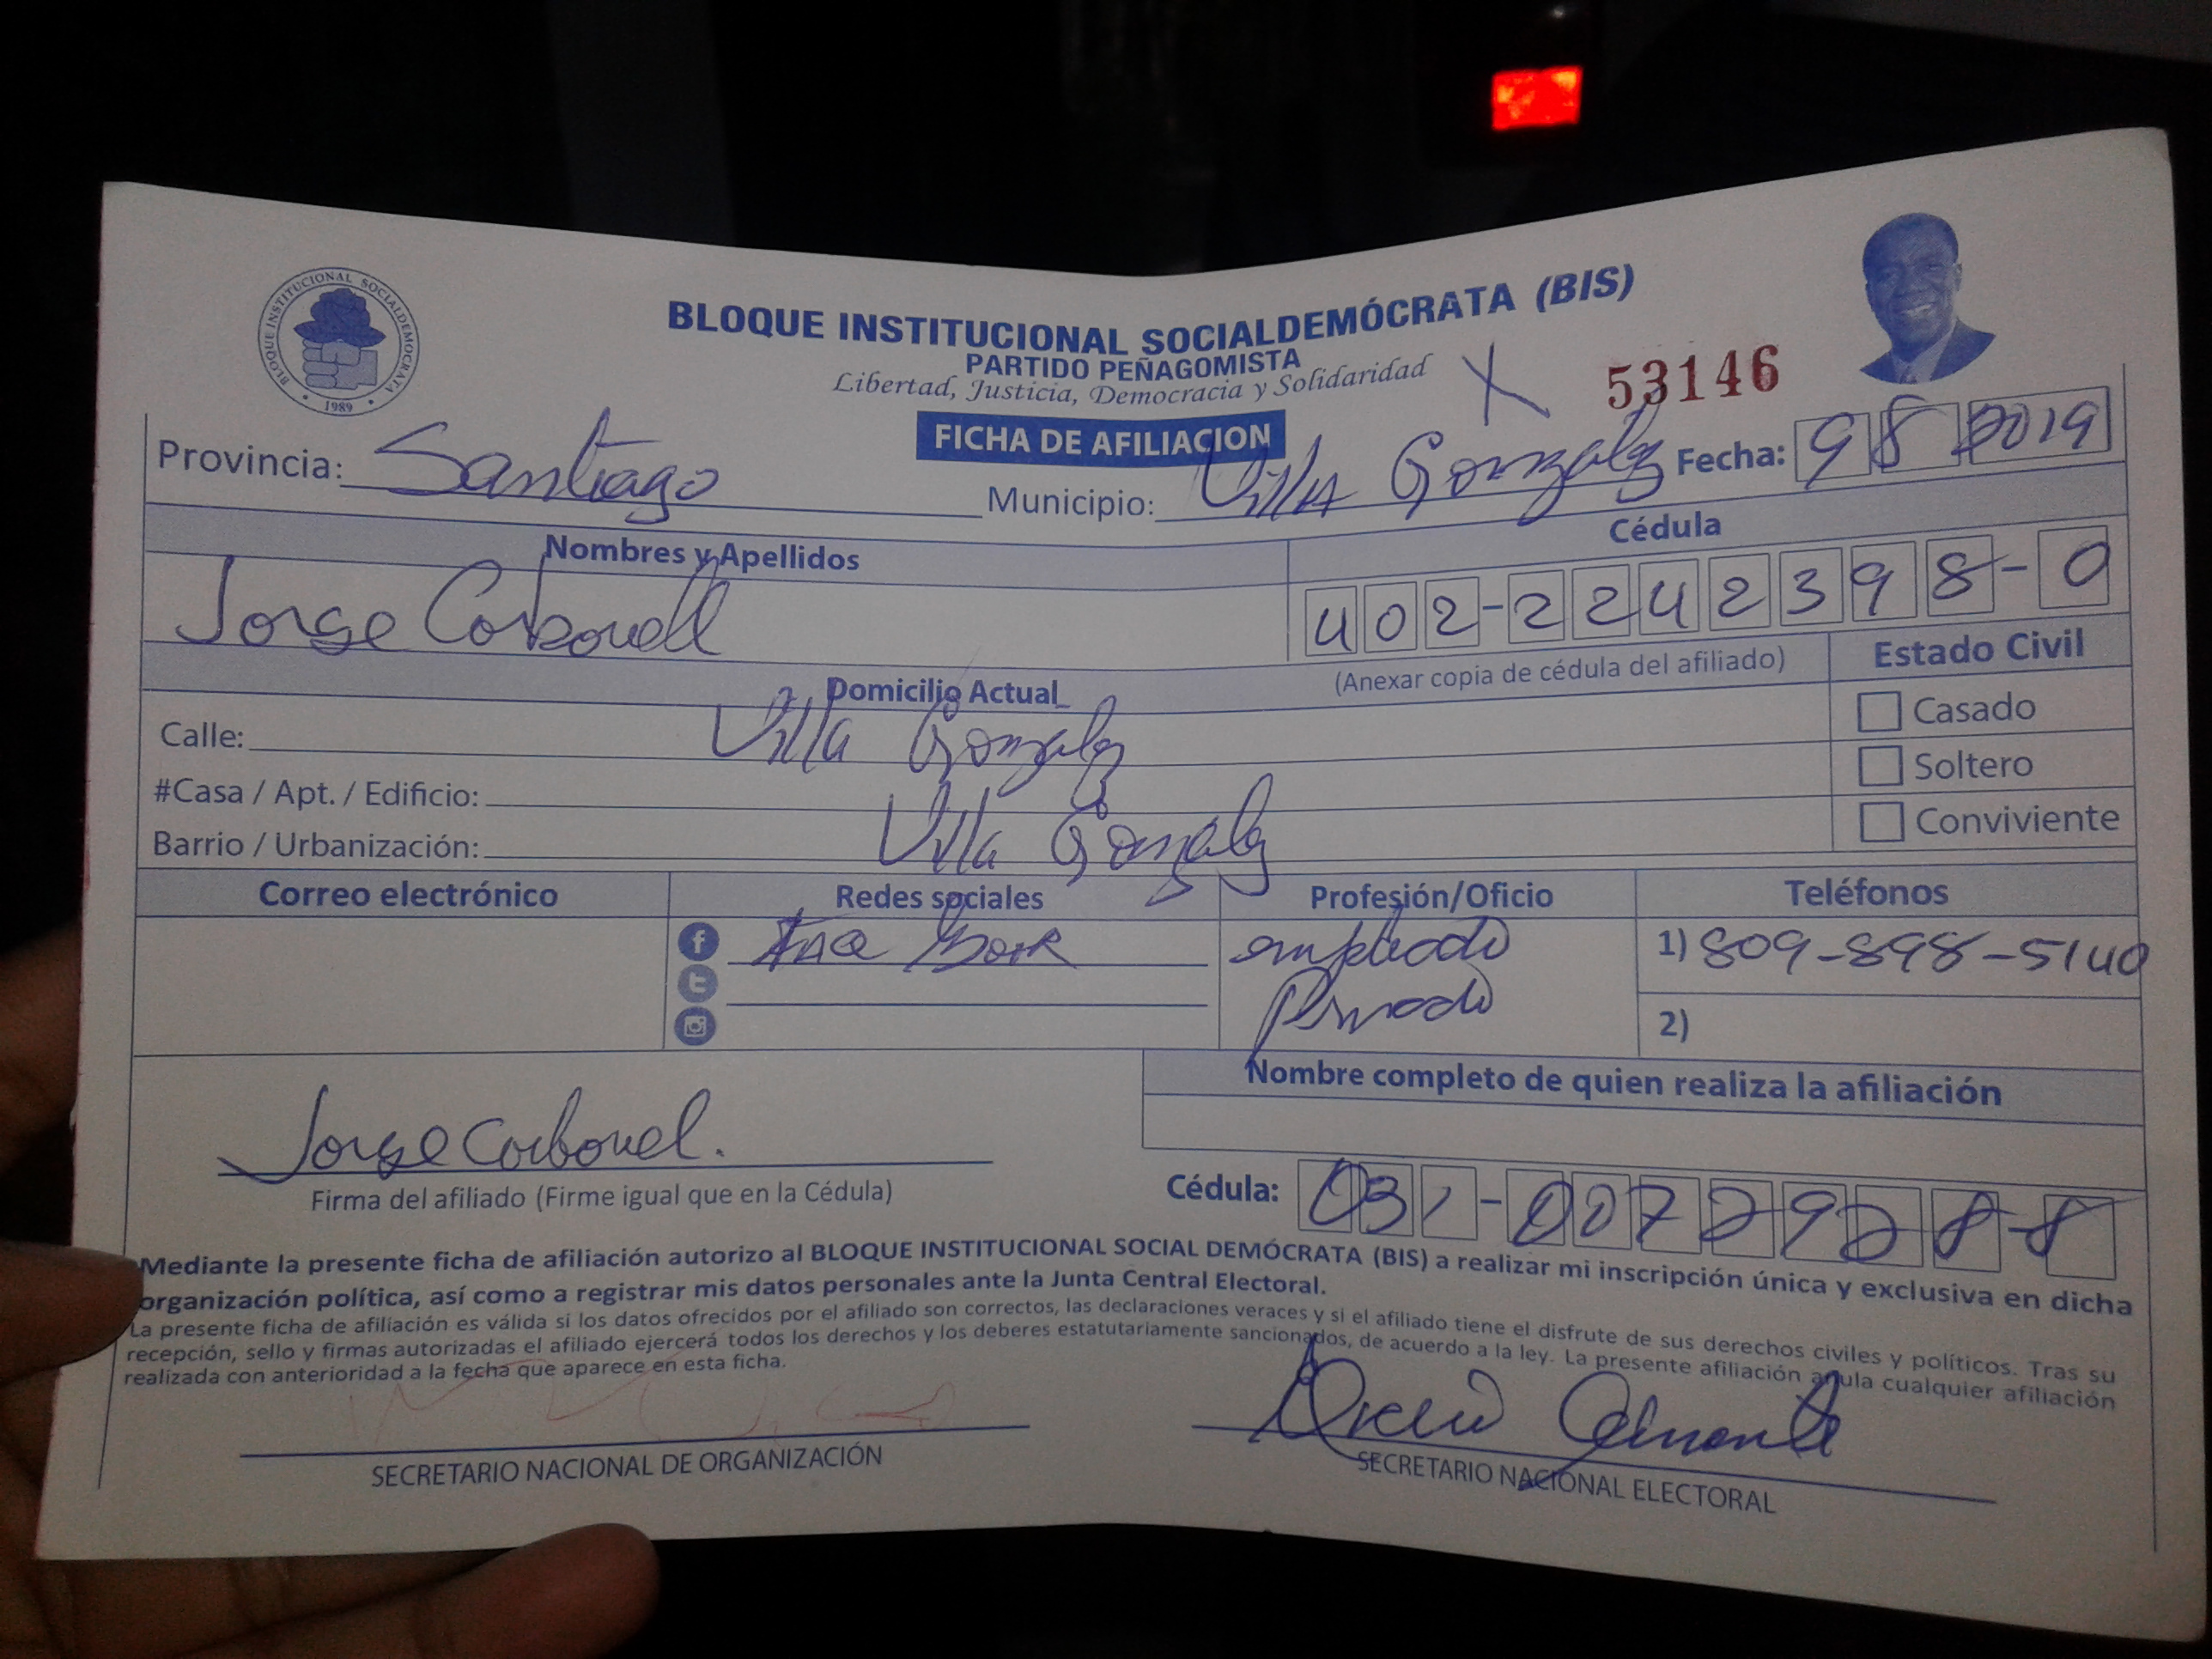 BLOQUE INSTITUCIONAL SOCIALDEMOCRATA
1989
BLOQUE INSTITUCIONAL SOCIALDEMÓCRATA (BIS)
PARTIDO PEÑAGOMISTA
Libertad, Justicia, Democracia y Solidaridad
X 53146
FICHA DE AFILIACION
Provincia: Santiago Municipio: Villa Gonzalez Fecha: 9 8 2019
Nombres y Apellidos Cédula
Jorge Corbonell 402-2242398-0
(Anexar copia de cédula del afiliado) Estado Civil
Domicilio Actual
Calle: Villa Gonzalez Casado
#Casa / Apt. / Edificio: Soltero
Barrio / Urbanización: Villa Gonzalez Conviviente
Correo electrónico Redes sociales Profesión/Oficio Teléfonos
empleado 1) 809-898-5140
Privado 2)
Nombre completo de quien realiza la afiliación
Jorge Corbonel.
Firma del afiliado (Firme igual que en la Cédula)
Cédula: 031-0072928-8
Mediante la presente ficha de afiliación autorizo al BLOQUE INSTITUCIONAL SOCIAL DEMÓCRATA (BIS) a realizar mi inscripción única y exclusiva en dicha
organización política, así como a registrar mis datos personales ante la Junta Central Electoral.
La presente ficha de afiliación es válida si los datos ofrecidos por el afiliado son correctos, las declaraciones veraces y si el afiliado tiene el disfrute de sus derechos civiles y políticos. Tras su
recepción, sello y firmas autorizadas el afiliado ejercerá todos los derechos y los deberes estatutariamente sancionados, de acuerdo a la ley. La presente afiliación anula cualquier afiliación
realizada con anterioridad a la fecha que aparece en esta ficha.
SECRETARIO NACIONAL DE ORGANIZACIÓN
SECRETARIO NACIONAL ELECTORAL